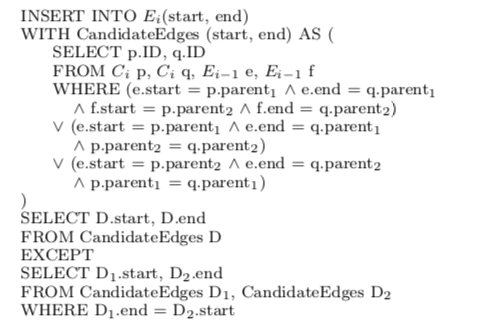 INSERT INTO Eᵢ(start, end)
WITH CandidateEdges (start, end) AS (
SELECT p.ID, q.ID
FROM Cᵢ p, Cᵢ q, Eᵢ₋₁ e, Eᵢ₋₁ f
WHERE (e.start = p.parent₁ ∧ e.end = q.parent₁
∧ f.start = p.parent₂ ∧ f.end = q.parent₂)
∨ (e.start = p.parent₁ ∧ e.end = q.parent₁
∧ p.parent₂ = q.parent₂)
∨ (e.start = p.parent₂ ∧ e.end = q.parent₂
∧ p.parent₁ = q.parent₁)
)
SELECT D.start, D.end
FROM CandidateEdges D
EXCEPT
SELECT D₁.start, D₂.end
FROM CandidateEdges D₁, CandidateEdges D₂
WHERE D₁.end = D₂.start